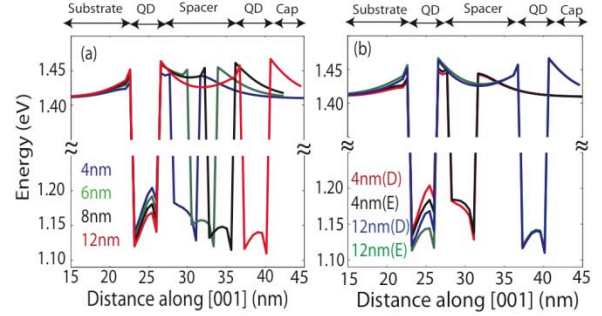 Substrate QD Spacer QD Cap
Substrate QD Spacer QD Cap
(a)
(b)
Energy (eV)
1.45
1.40
≈ ≈
1.20
1.15
1.10
4nm
6nm
8nm
12nm
15 20 25 30 35 40 45
Distance along [001] (nm)
1.45
1.40
≈ ≈
1.20
1.15
1.10
4nm(D)
4nm(E)
12nm(D)
12nm(E)
15 20 25 30 35 40 45
Distance along [001] (nm)